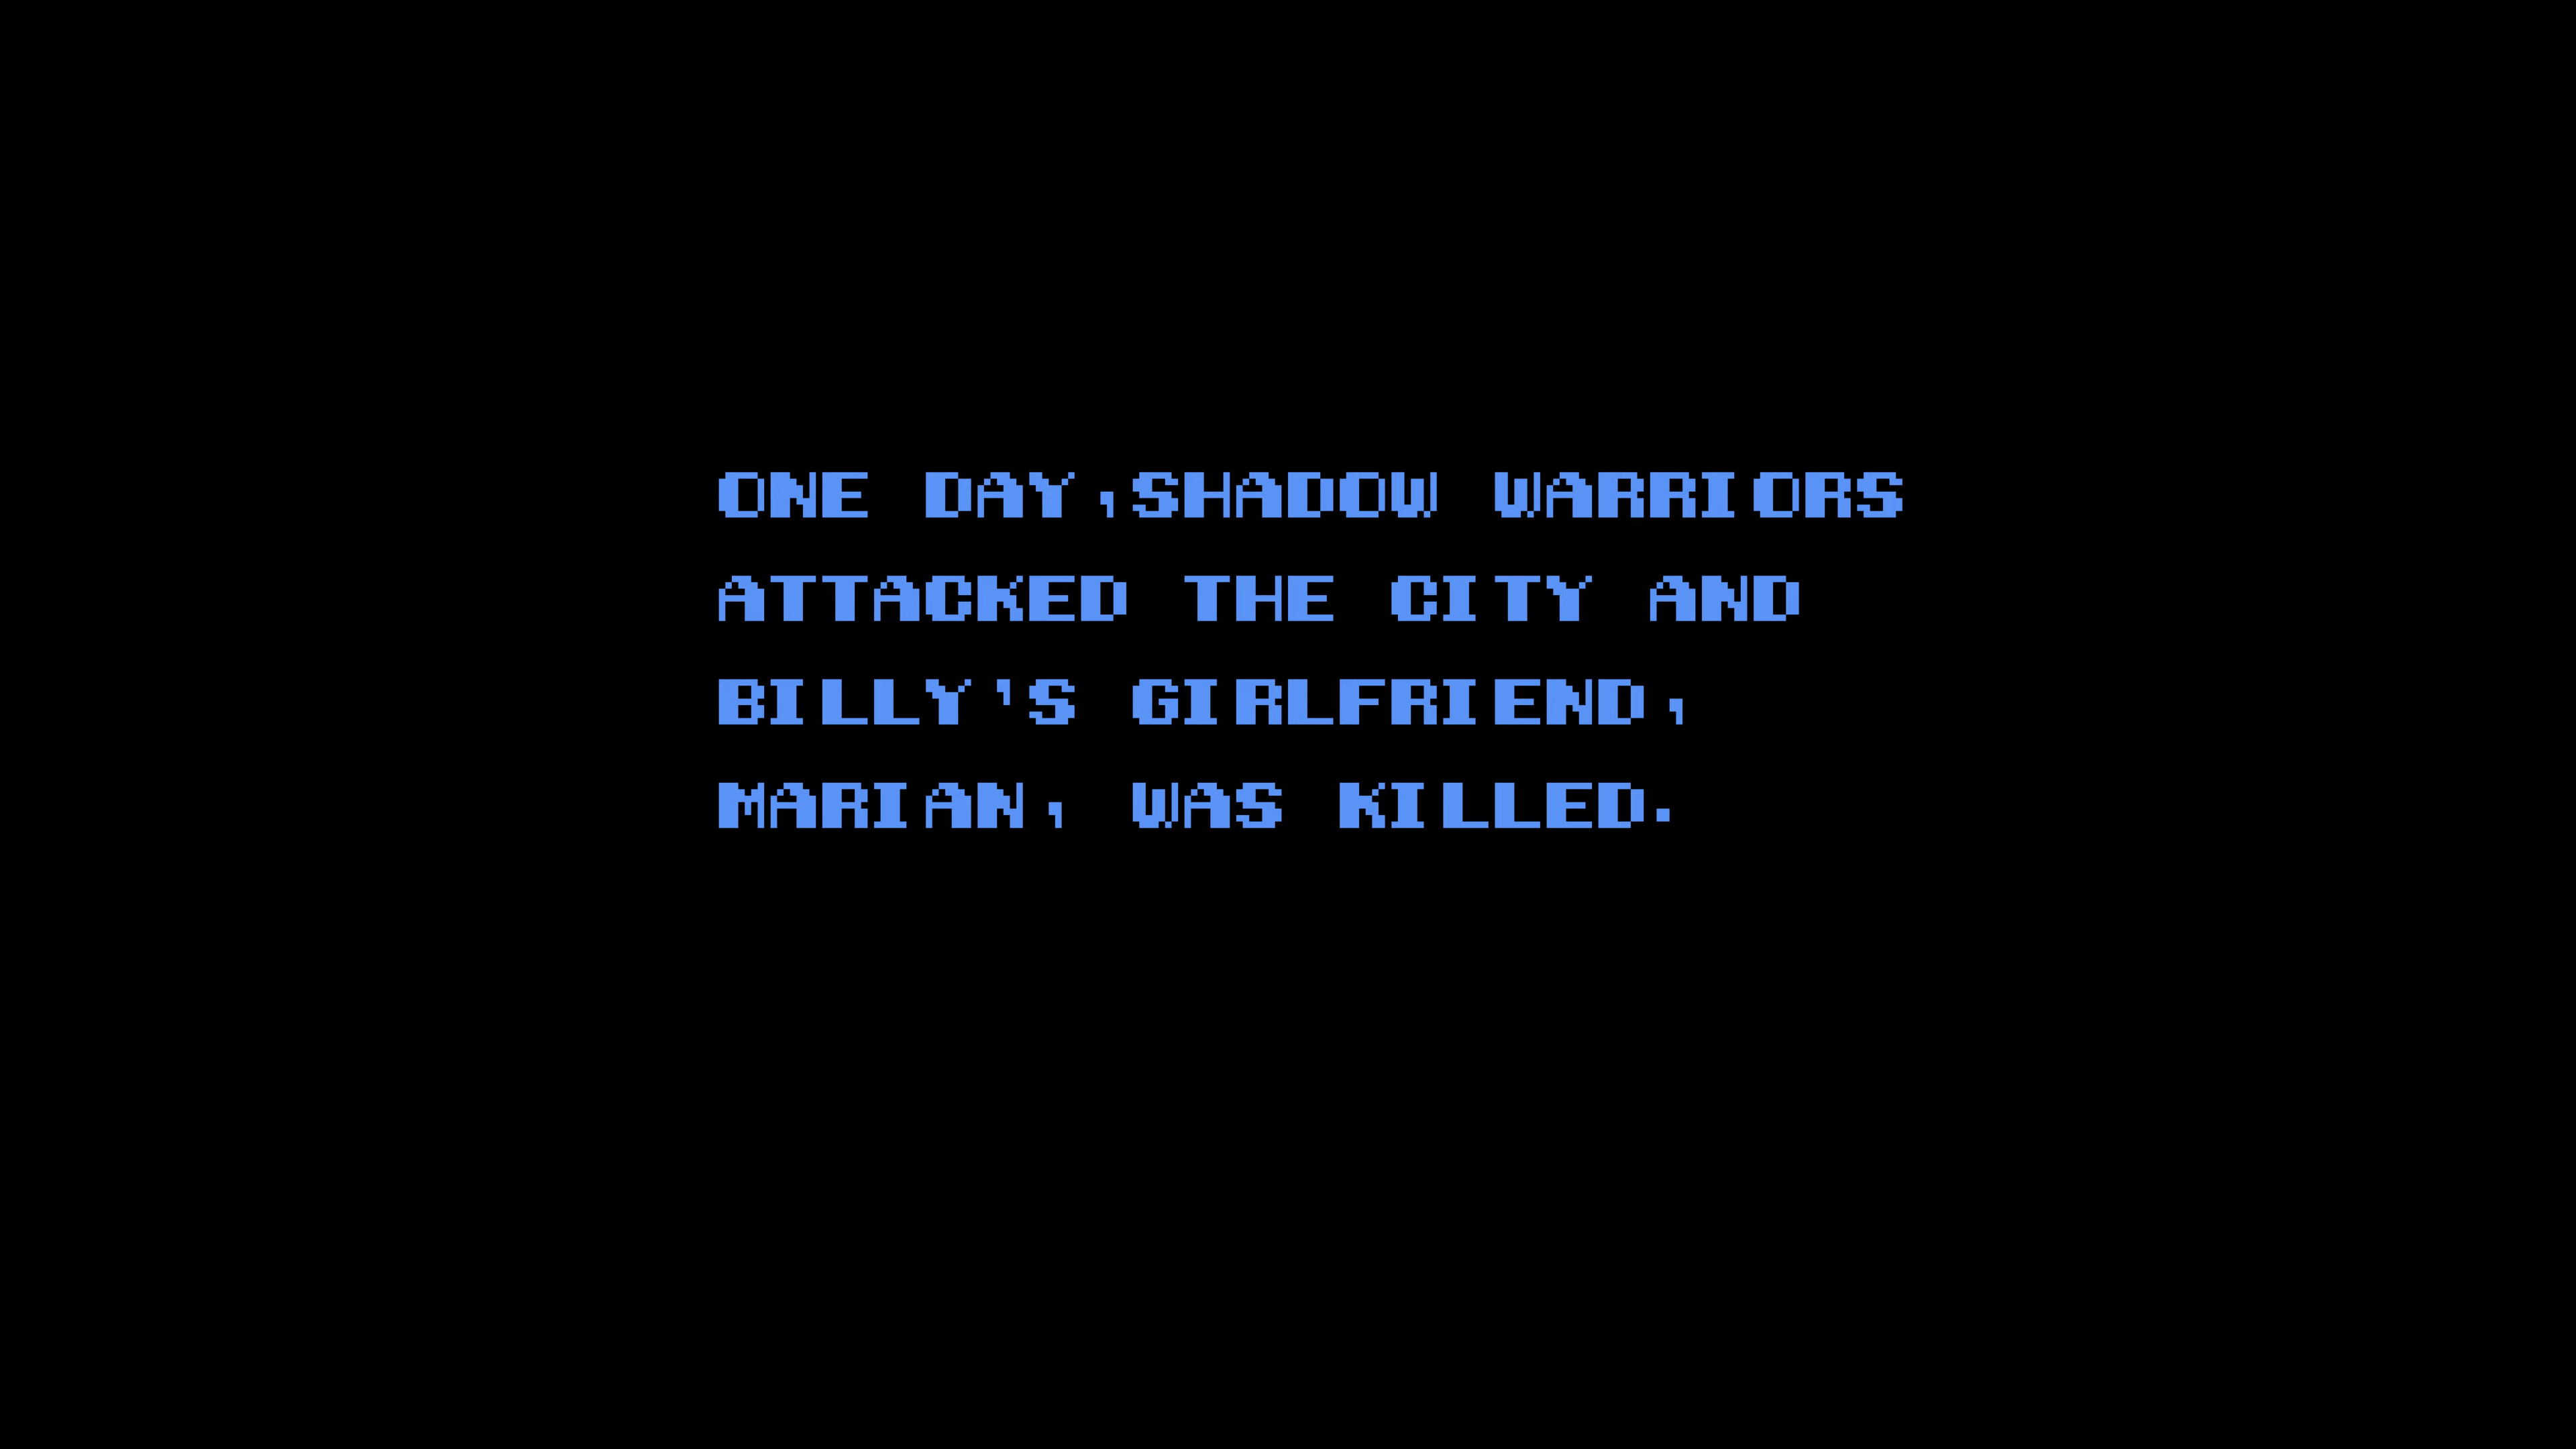 ONE DAY,SHADOW WARRIORS
ATTACKED THE CITY AND
BILLY'S GIRLFRIEND,
MARIAN, WAS KILLED.